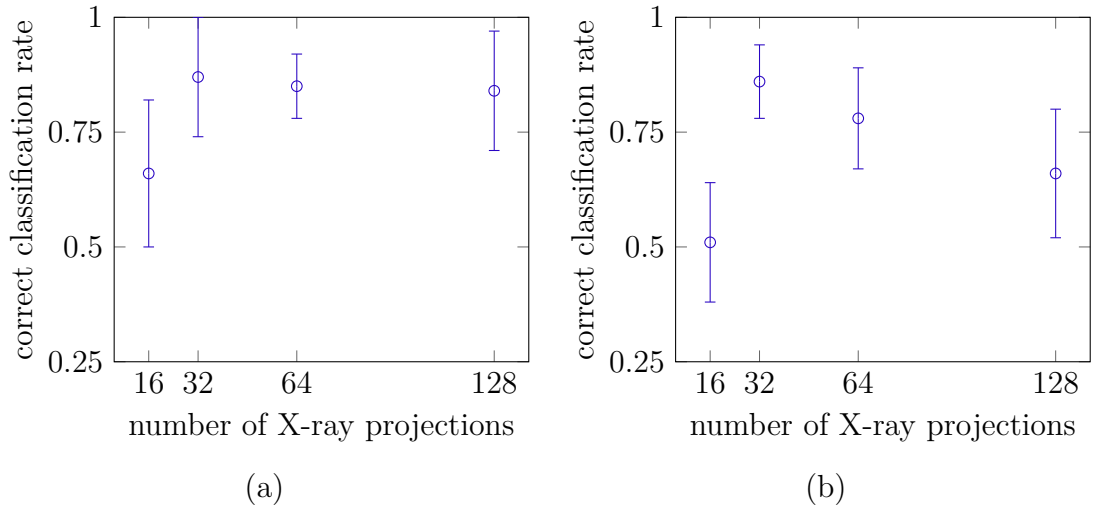 1
0.75
0.5
0.25
correct classification rate
16 32 64 128
number of X-ray projections
(a)
1
0.75
0.5
0.25
correct classification rate
16 32 64 128
number of X-ray projections
(b)